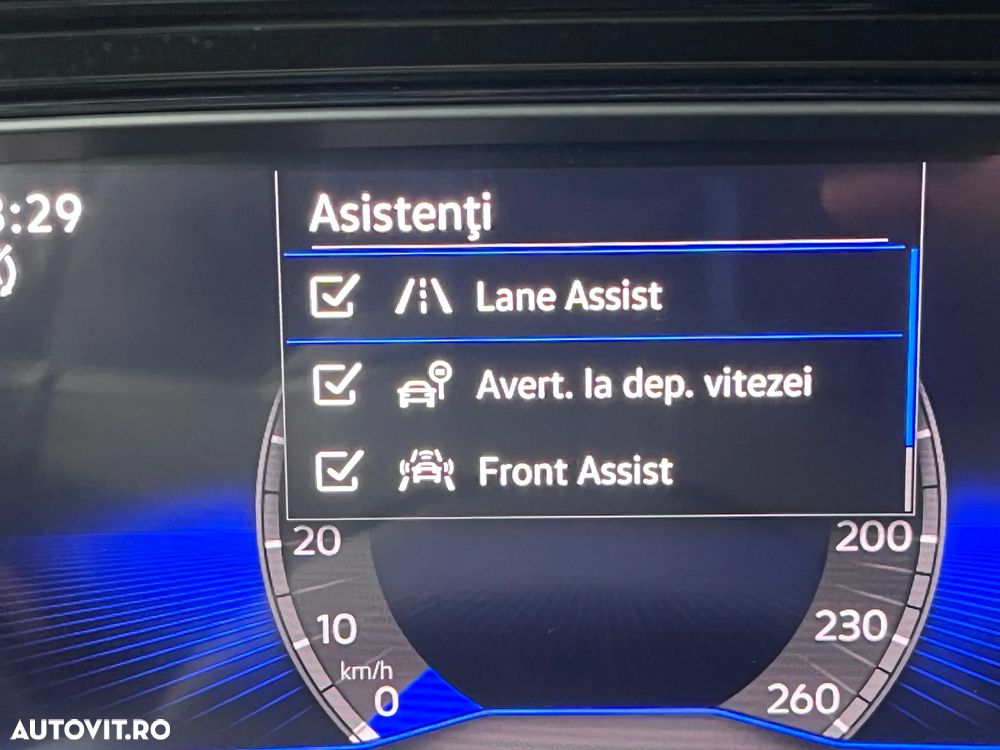 :29
Asistenţi
Lane Assist
Avert. la dep. vitezei
Front Assist
20
200
10
230
km/h
0
260
AUTOVIT.RO